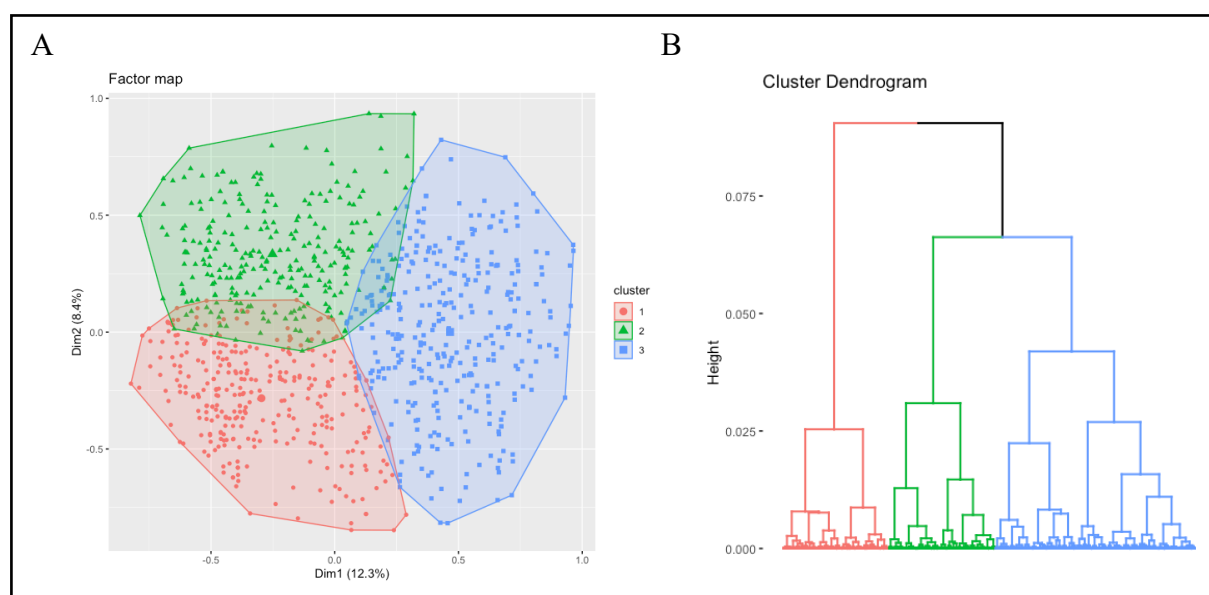 A
Factor map
1.0
0.5
0.0
-0.5
Dim2 (8.4%)
-0.5
0.0
0.5
1.0
Dim1 (12.3%)
cluster
1
2
3
B
Cluster Dendrogram
0.075
0.050
0.025
0.000
Height